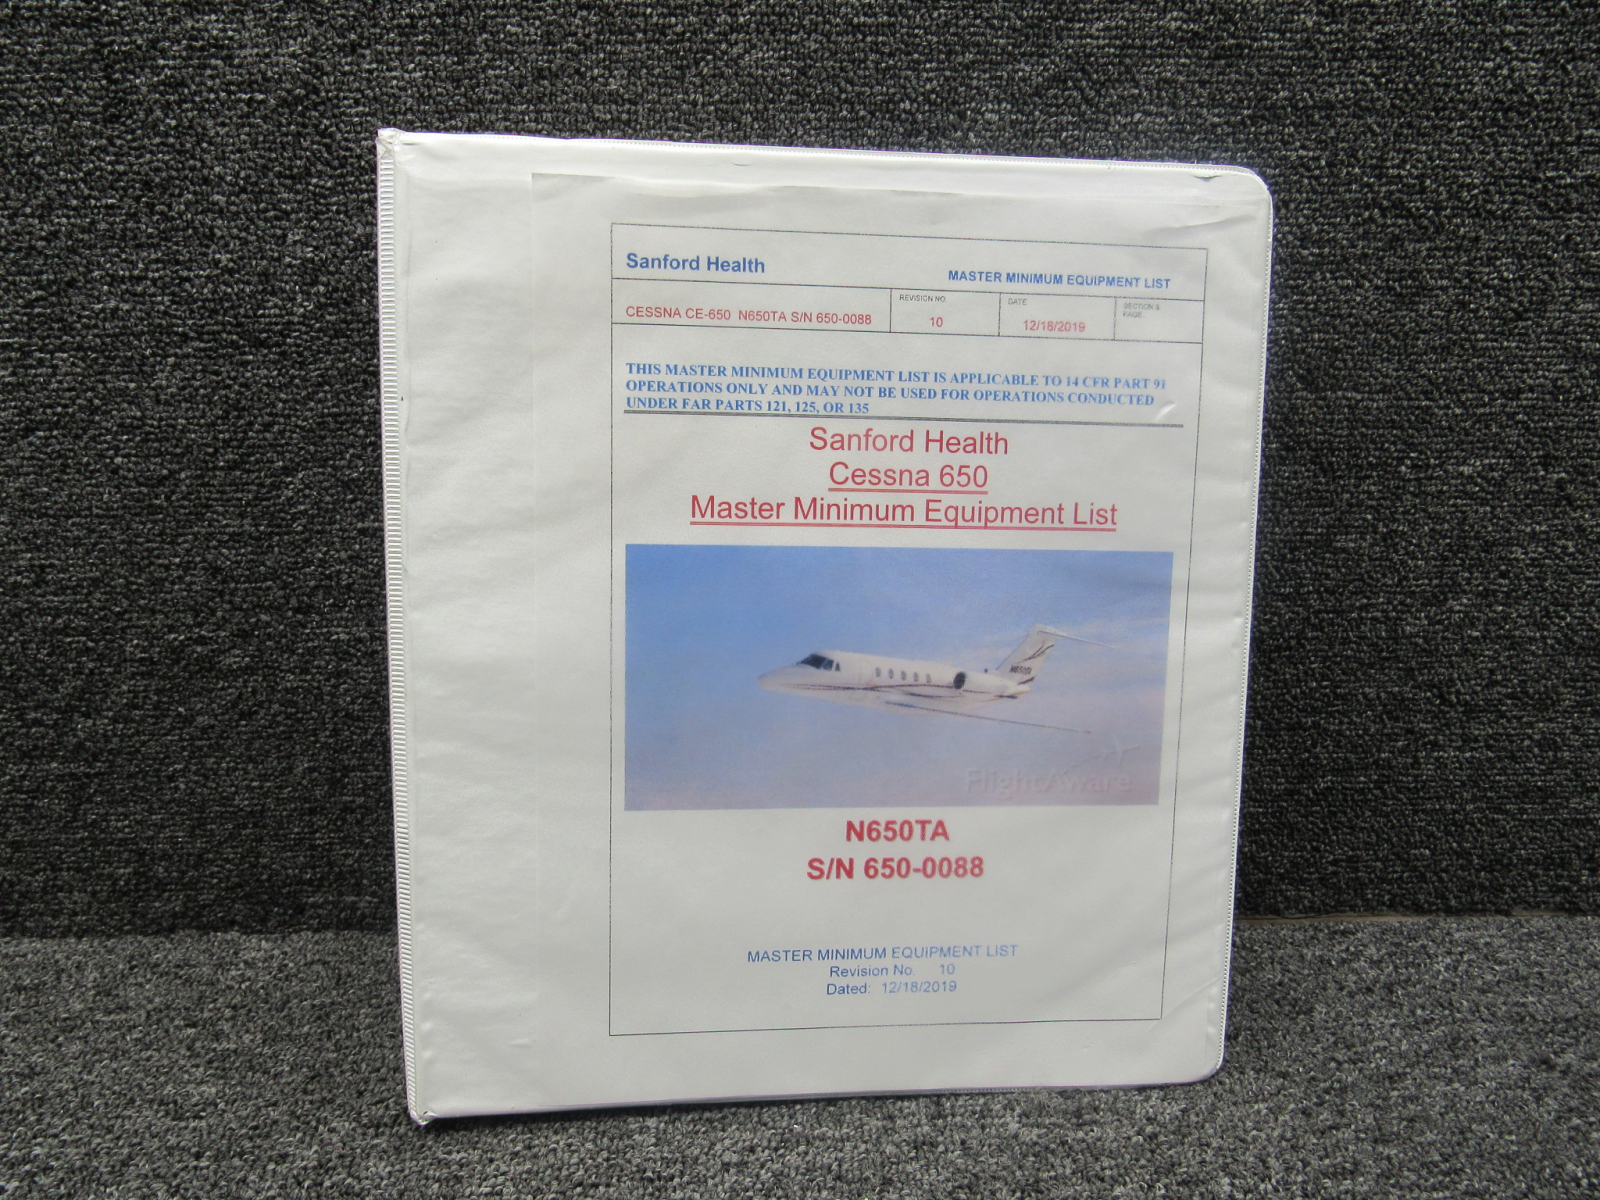 Sanford Health
MASTER MINIMUM EQUIPMENT LIST
CESSNA CE-650 N650TA S/N 650-0088
REVISION NO.
10
DATE
12/18/2019
SECTION &
PAGE.
THIS MASTER MINIMUM EQUIPMENT LIST IS APPLICABLE TO 14 CFR PART 91
OPERATIONS ONLY AND MAY NOT BE USED FOR OPERATIONS CONDUCTED
UNDER FAR PARTS 121, 125, OR 135
Sanford Health
Cessna 650
Master Minimum Equipment List
FlightAware
N650TA
S/N 650-0088
MASTER MINIMUM EQUIPMENT LIST
Revision No. 10
Dated: 12/18/2019